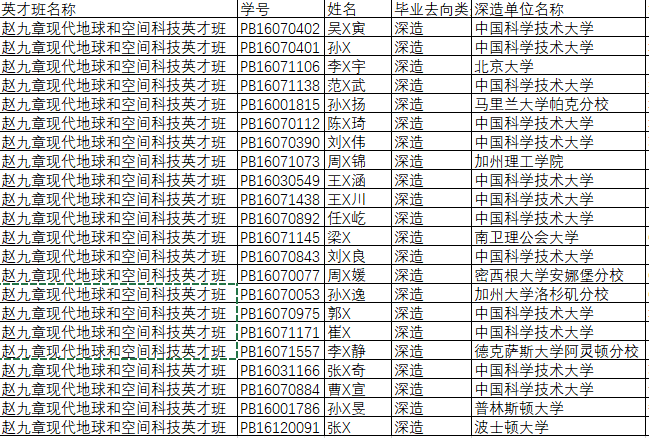 英才班名称 学号 姓名 毕业去向类 深造单位名称
赵九章现代地球和空间科技英才班 PB16070402 吴X寅 深造 中国科学技术大学
赵九章现代地球和空间科技英才班 PB16070401 孙X 深造 中国科学技术大学
赵九章现代地球和空间科技英才班 PB16071106 李X宇 深造 北京大学
赵九章现代地球和空间科技英才班 PB16071138 范X武 深造 中国科学技术大学
赵九章现代地球和空间科技英才班 PB16001815 孙X扬 深造 马里兰大学帕克分校
赵九章现代地球和空间科技英才班 PB16070112 陈X琦 深造 中国科学技术大学
赵九章现代地球和空间科技英才班 PB16070390 刘X伟 深造 中国科学技术大学
赵九章现代地球和空间科技英才班 PB16071073 周X锦 深造 加州理工学院
赵九章现代地球和空间科技英才班 PB16030549 王X涵 深造 中国科学技术大学
赵九章现代地球和空间科技英才班 PB16071438 王X川 深造 中国科学技术大学
赵九章现代地球和空间科技英才班 PB16070892 任X屹 深造 中国科学技术大学
赵九章现代地球和空间科技英才班 PB16071145 梁X 深造 南卫理公会大学
赵九章现代地球和空间科技英才班 PB16070843 刘X良 深造 中国科学技术大学
赵九章现代地球和空间科技英才班 PB16070077 周X媛 深造 密西根大学安娜堡分校
赵九章现代地球和空间科技英才班 PB16070053 孙X逸 深造 加州大学洛杉矶分校
赵九章现代地球和空间科技英才班 PB16070975 郭X 深造 中国科学技术大学
赵九章现代地球和空间科技英才班 PB16071171 崔X 深造 中国科学技术大学
赵九章现代地球和空间科技英才班 PB16071557 李X静 深造 德克萨斯大学阿灵顿分校
赵九章现代地球和空间科技英才班 PB16031166 张X奇 深造 中国科学技术大学
赵九章现代地球和空间科技英才班 PB16070884 曹X宣 深造 中国科学技术大学
赵九章现代地球和空间科技英才班 PB16001786 孙X旻 深造 普林斯顿大学
赵九章现代地球和空间科技英才班 PB16120091 张X 深造 波士顿大学